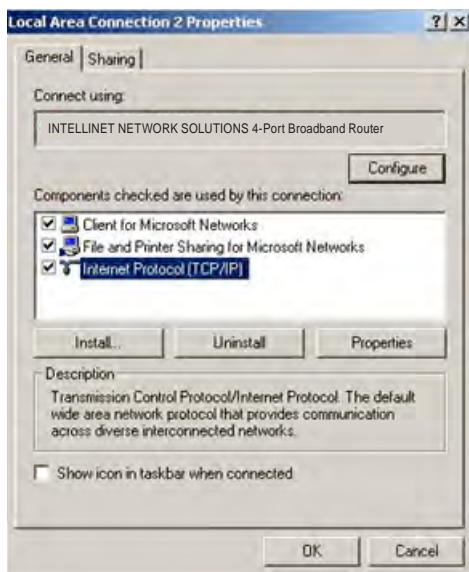 Local Area Connection 2 Properties
General
Sharing
Connect using:
INTELLINET NETWORK SOLUTIONS 4-Port Broadband Router
Configure
Components checked are used by this connection:
Client for Microsoft Networks
File and Printer Sharing for Microsoft Networks
Internet Protocol (TCP/IP)
Install...
Uninstall
Properties
Description
Transmission Control Protocol/Internet Protocol. The default
wide area network protocol that provides communication
across diverse interconnected networks.
Show icon in taskbar when connected
OK
Cancel